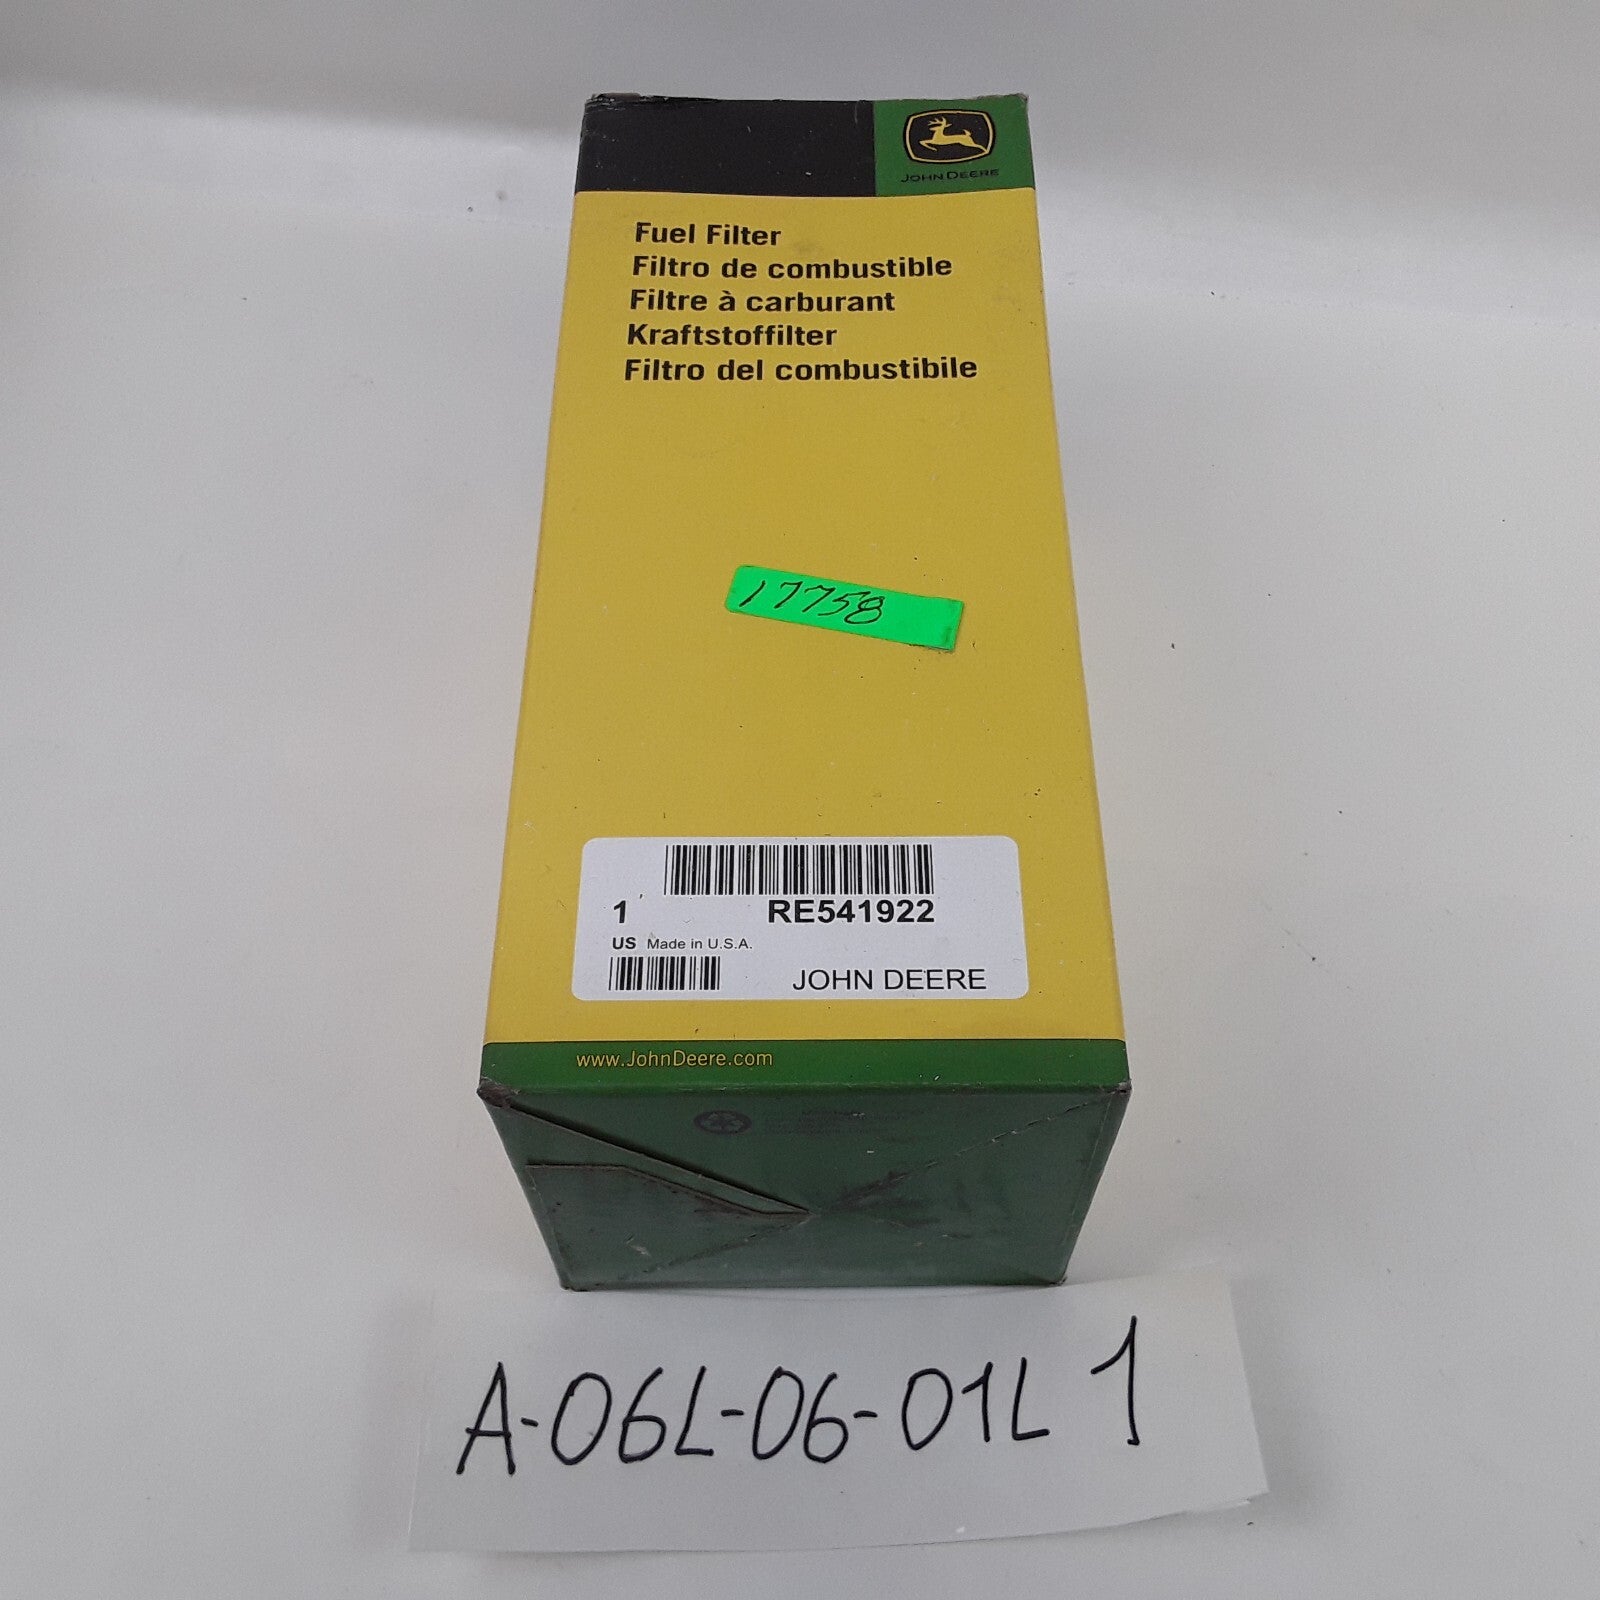 JOHN DEERE
Fuel Filter
Filtro de combustible
Filtre à carburant
Kraftstoffilter
Filtro del combustibile
17758
1 RE541922
US Made in U.S.A.
JOHN DEERE
www.JohnDeere.com
A-06L-06-01L 1